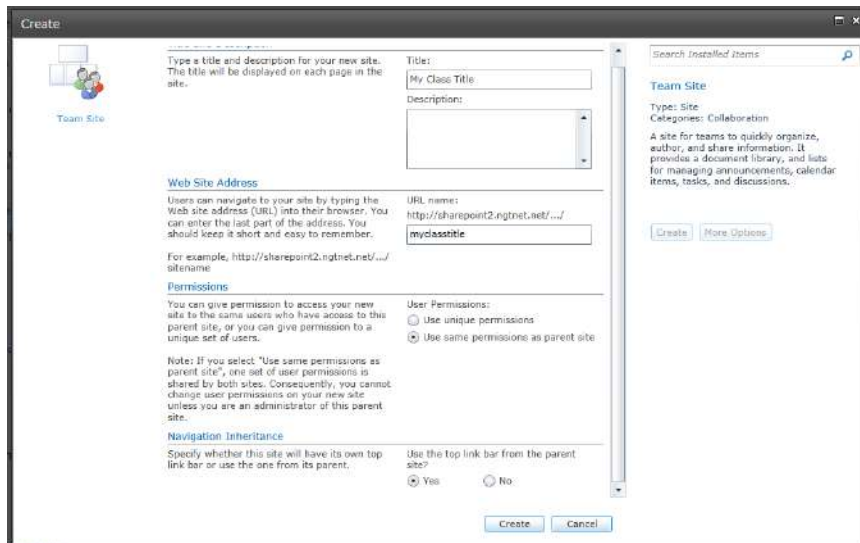 Create
Team Site
Type a title and description for your new
site. The title will be displayed on each page in the
site.
Title:
My Class Title
Description:
Web Site Address
Users can navigate to your site by typing the
Web site address (URL) into their browser. You
can enter the last part of the address. You
should keep it short and easy to remember.
For example, http://sharepoint2.ngtnet.net/.../
sitename
URL name:
http://sharepoint2.ngtnet.net/.../
myclasstitle
Permissions
You can give permission to access your new
site to the same users who have access to this
parent site, or you can give permission to a
unique set of users.
Note: If you select "Use same permissions as
parent site", one set of user permissions is
shared by both sites. Consequently, you cannot
change user permissions on your new site
unless you are an administrator of this parent
site.
User Permissions:
Use unique permissions
Use same permissions as parent site
Navigation Inheritance
Specify whether this site will have its own top
link bar or use the one from its parent.
Use the top link bar from the parent
site?
Yes
No
Create
Cancel
Search Installed Items
Team Site
Type: Site
Categories: Collaboration
A site for teams to quickly organize,
author, and share information. It
provides a document library, and lists
for managing announcements, calendar
items, tasks, and discussions.
Create
More Options